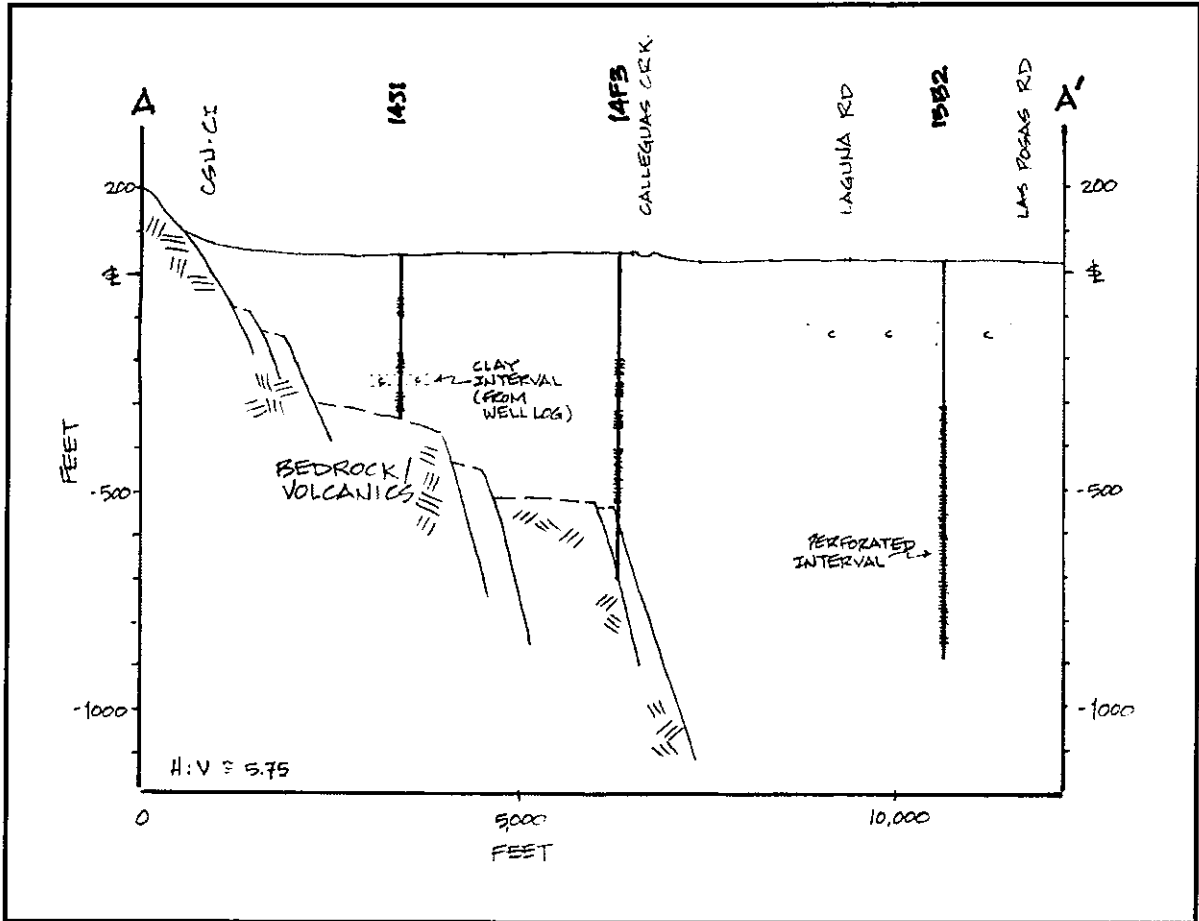 A
CSU-CI
14J1
14F3
CALLEGUAS CRK.
LAGUNA RD
15B2
LAS POSAS RD
A'
200
200
CLAY
INTERVAL
(FROM
WELL LOG)
FEET
BEDROCK
VOLCANICS
-500
-500
PERFORATED
INTERVAL
-1000
-1000
H:V ≅ 5.75
0
5,000
10,000
FEET